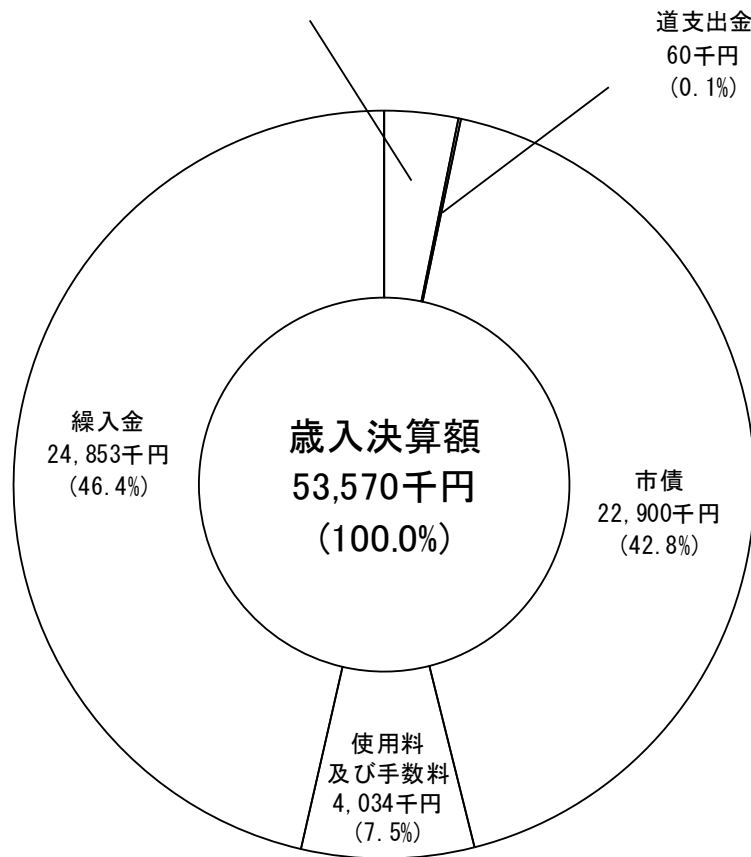 道支出金
60千円
(0.1%)
繰入金
24,853千円
(46.4%)
歳入決算額
53,570千円
(100.0%)
市債
22,900千円
(42.8%)
使用料
及び手数料
4,034千円
(7.5%)